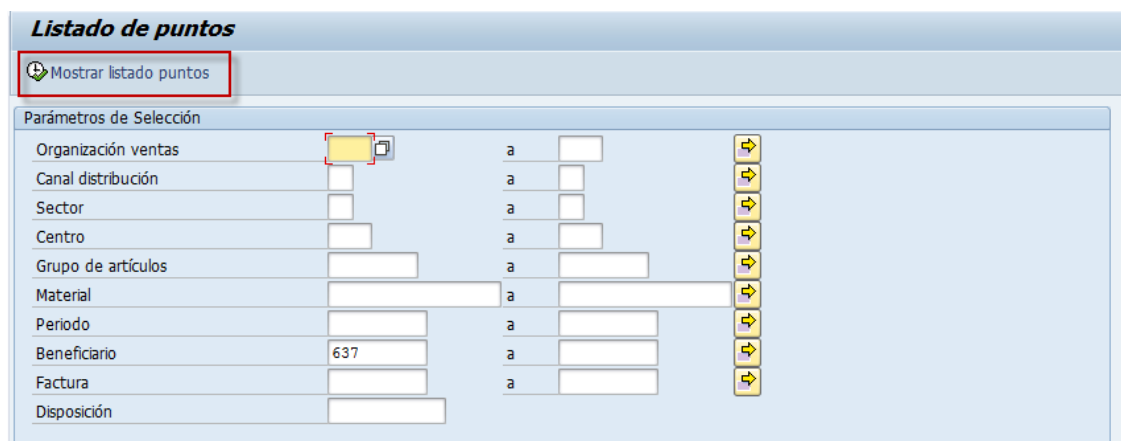 Listado de puntos
Mostrar listado puntos
Parámetros de Selección
Organización ventas a
Canal distribución a
Sector a
Centro a
Grupo de artículos a
Material a
Periodo a
Beneficiario 637 a
Factura a
Disposición